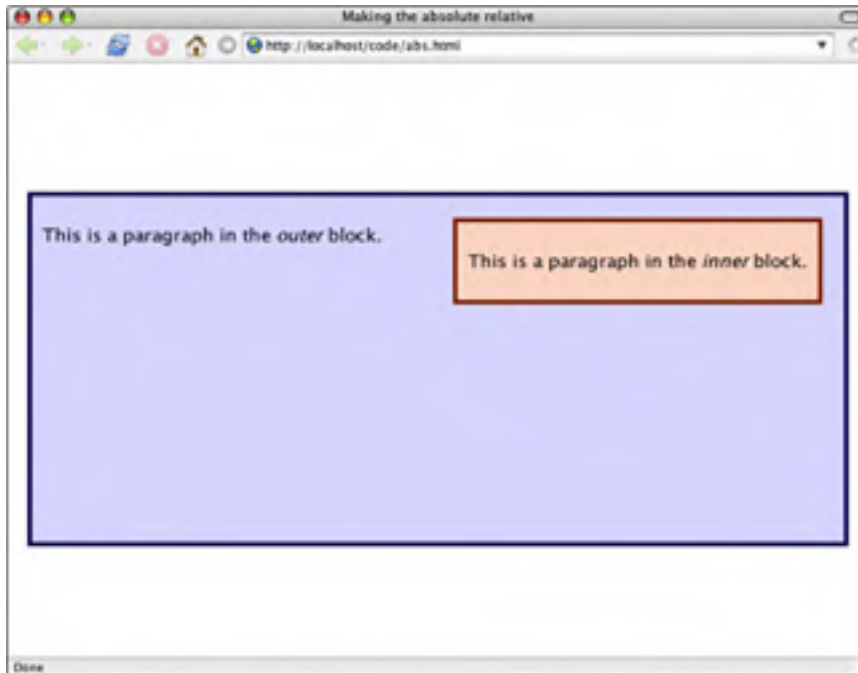 Making the absolute relative
http://localhost/code/abs.html
This is a paragraph in the outer block.
This is a paragraph in the inner block.
Done